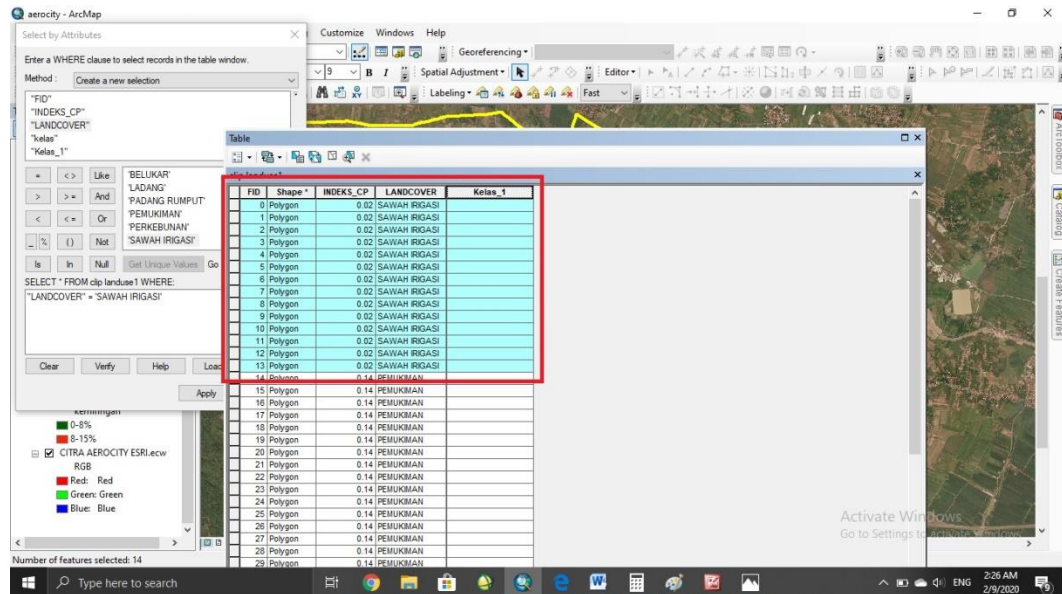 aerocity - ArcMap
Select by Attributes
Customize Windows Help
Enter a WHERE clause to select records in the table window.
Georeferencing
Method : Create a new selection
9 B I Spatial Adjustment Editor
"FID"
"INDEKS_CP"
"LANDCOVER"
"kelas"
"Kelas_1"
Labeling Fast
ArcToolbox
Catalog
Create Features
Table
= <> Like
> >= And
< <= Or
_ % () Not
Is In Null Get Unique Values Go
'BELUKAR'
'LADANG'
'PADANG RUMPUT'
'PEMUKIMAN'
'PERKEBUNAN'
'SAWAH IRIGASI'
SELECT * FROM clip landuse1 WHERE:
"LANDCOVER" = 'SAWAH IRIGASI'
Clear Verify Help Load
Apply
clip landuse1
FID Shape * INDEKS_CP LANDCOVER Kelas_1
0 Polygon 0.02 SAWAH IRIGASI
1 Polygon 0.02 SAWAH IRIGASI
2 Polygon 0.02 SAWAH IRIGASI
3 Polygon 0.02 SAWAH IRIGASI
4 Polygon 0.02 SAWAH IRIGASI
5 Polygon 0.02 SAWAH IRIGASI
6 Polygon 0.02 SAWAH IRIGASI
7 Polygon 0.02 SAWAH IRIGASI
8 Polygon 0.02 SAWAH IRIGASI
9 Polygon 0.02 SAWAH IRIGASI
10 Polygon 0.02 SAWAH IRIGASI
11 Polygon 0.02 SAWAH IRIGASI
12 Polygon 0.02 SAWAH IRIGASI
13 Polygon 0.02 SAWAH IRIGASI
14 Polygon 0.14 PEMUKIMAN
15 Polygon 0.14 PEMUKIMAN
16 Polygon 0.14 PEMUKIMAN
17 Polygon 0.14 PEMUKIMAN
18 Polygon 0.14 PEMUKIMAN
19 Polygon 0.14 PEMUKIMAN
20 Polygon 0.14 PEMUKIMAN
21 Polygon 0.14 PEMUKIMAN
22 Polygon 0.14 PEMUKIMAN
23 Polygon 0.14 PEMUKIMAN
24 Polygon 0.14 PEMUKIMAN
25 Polygon 0.14 PEMUKIMAN
26 Polygon 0.14 PEMUKIMAN
27 Polygon 0.14 PEMUKIMAN
28 Polygon 0.14 PEMUKIMAN
29 Polygon 0.14 PEMUKIMAN
kemiringan
0-8%
8-15%
CITRA AEROCITY ESRI.ecw
RGB
Red: Red
Green: Green
Blue: Blue
Activate Windows
Go to Settings to activate Windows.
Number of features selected: 14
Type here to search
ENG
2:26 AM
2/9/2020